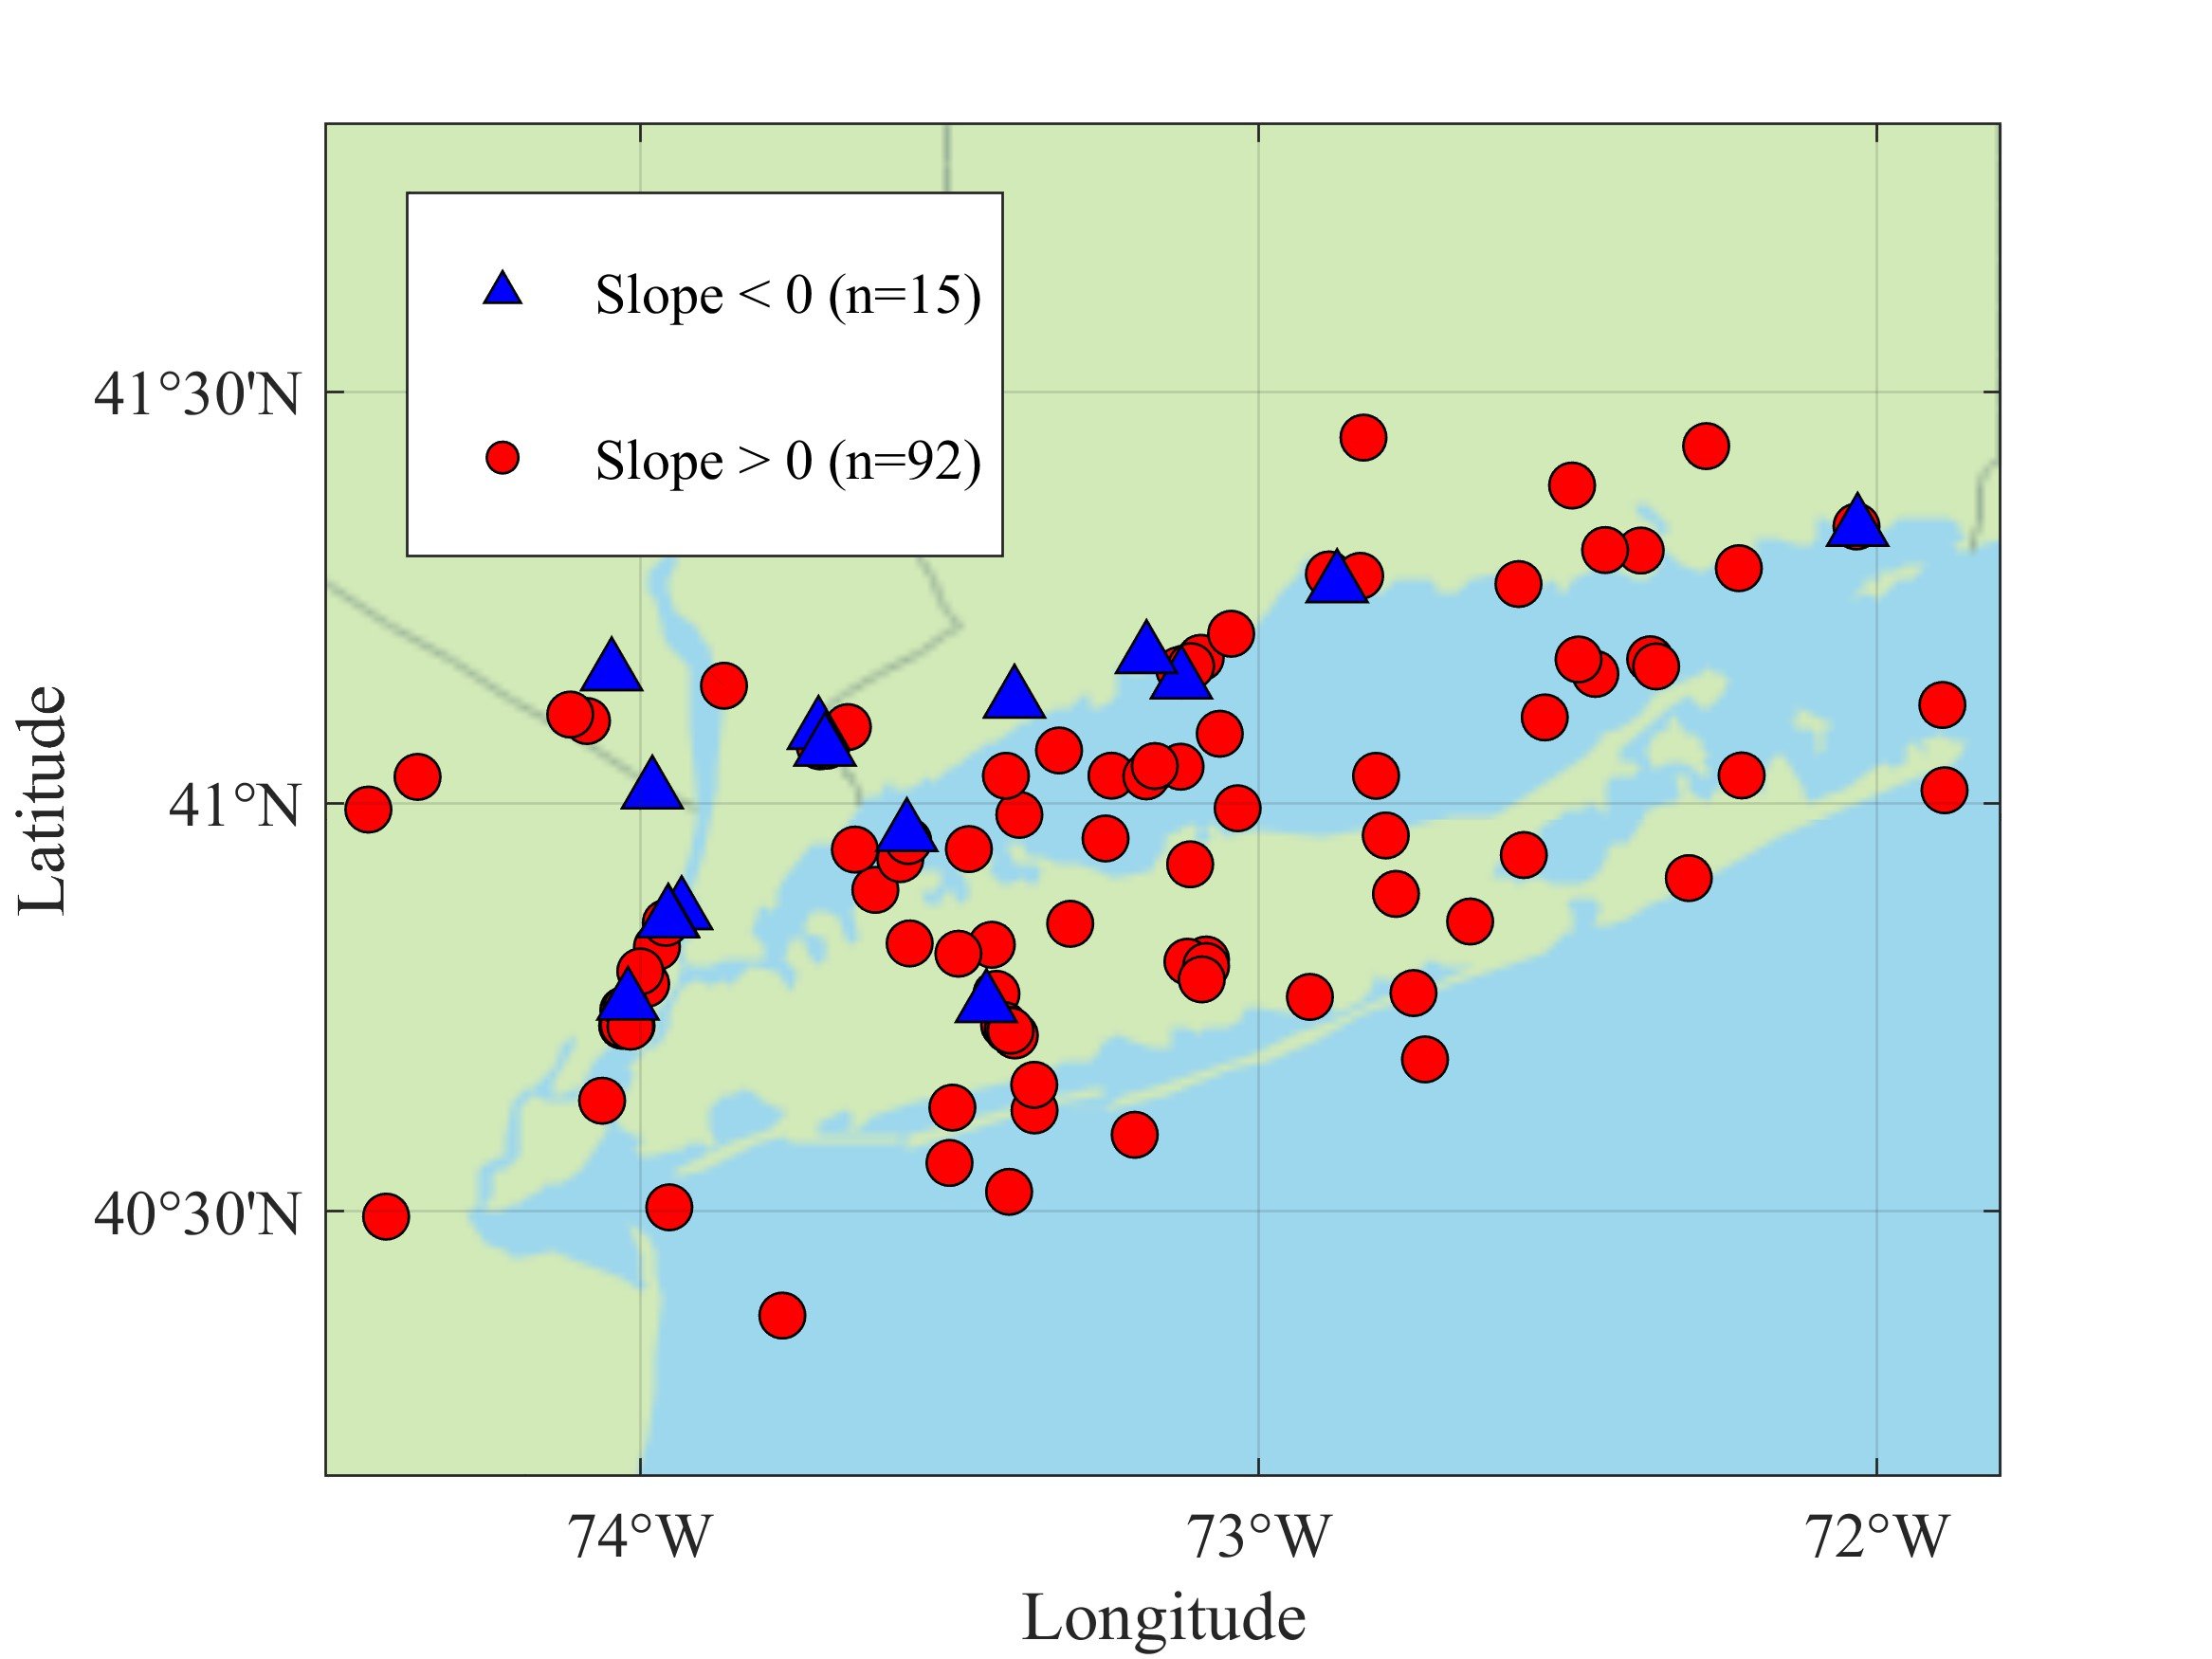 Slope < 0 (n=15)
Slope > 0 (n=92)
41°30'N
41°N
40°30'N
Latitude
74°W
73°W
72°W
Longitude